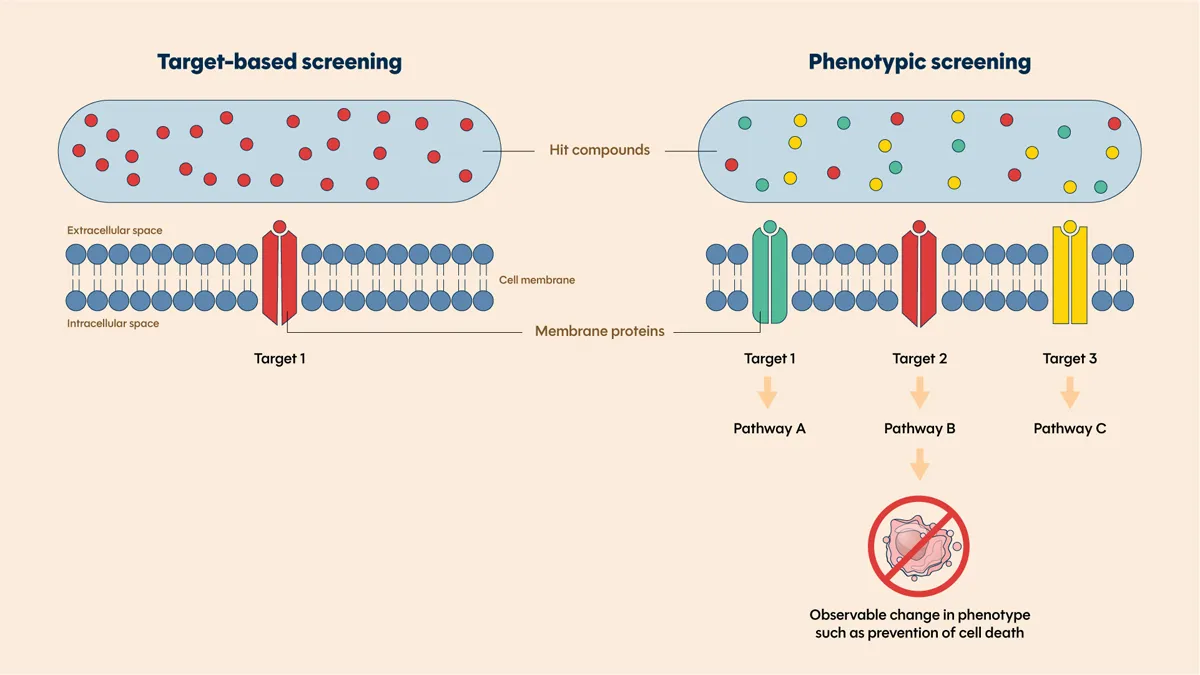 Target-based screening
Phenotypic screening
Hit compounds
Extracellular space
Cell membrane
Intracellular space
Membrane proteins
Target 1
Target 1
Target 2
Target 3
Pathway A
Pathway B
Pathway C
Observable change in phenotype
such as prevention of cell death